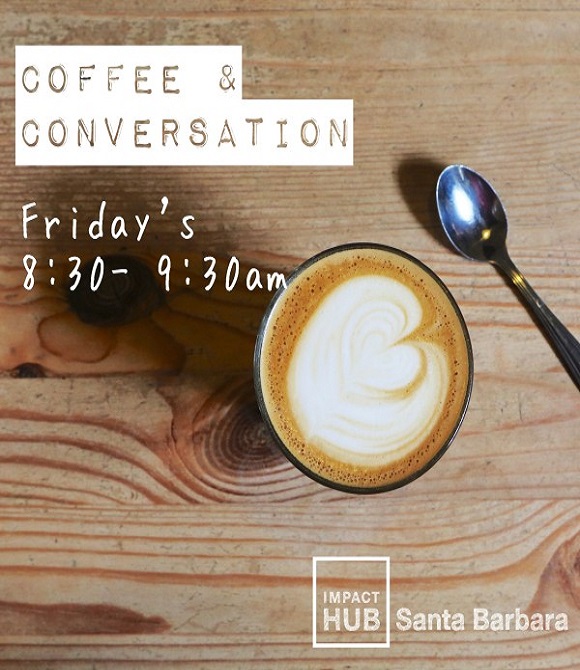 COFFEE &
CONVERSATION
Friday's
8:30- 9:30am
IMPACT
HUB Santa Barbara